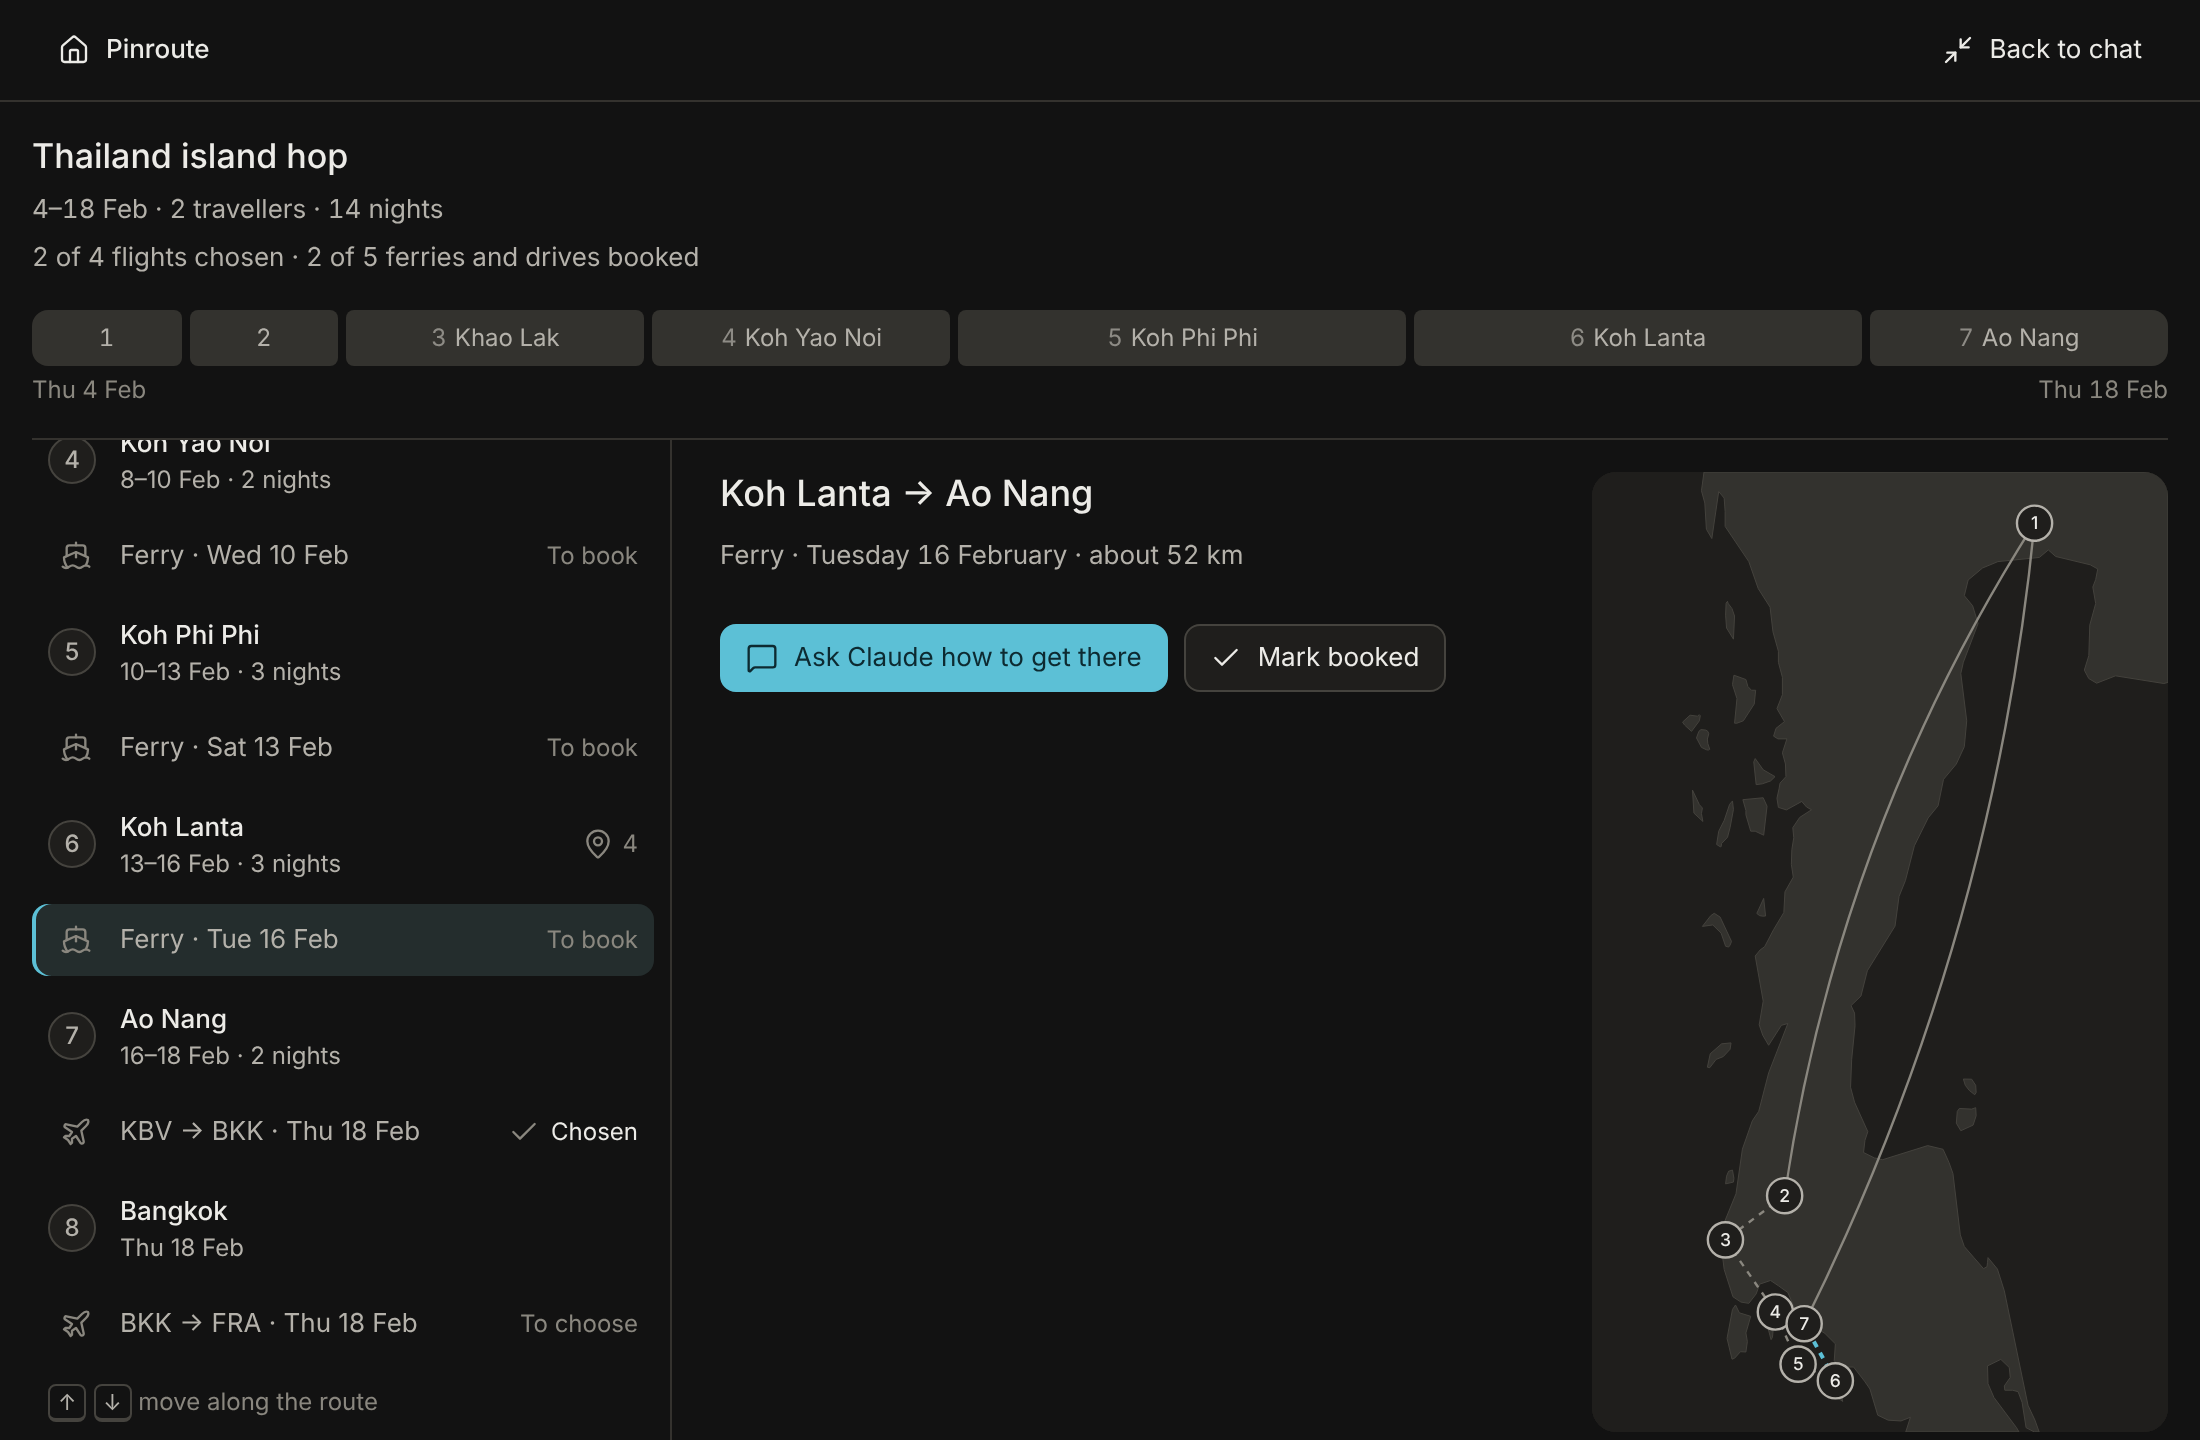 Pinroute
Back to chat
Thailand island hop
4–18 Feb · 2 travellers · 14 nights
2 of 4 flights chosen · 2 of 5 ferries and drives booked
1
2
3 Khao Lak
4 Koh Yao Noi
5 Koh Phi Phi
6 Koh Lanta
7 Ao Nang
Thu 4 Feb
Thu 18 Feb
4
Koh Yao Noi
8–10 Feb · 2 nights
Ferry · Wed 10 Feb
To book
5
Koh Phi Phi
10–13 Feb · 3 nights
Ferry · Sat 13 Feb
To book
6
Koh Lanta
13–16 Feb · 3 nights
4
Ferry · Tue 16 Feb
To book
7
Ao Nang
16–18 Feb · 2 nights
KBV → BKK · Thu 18 Feb
Chosen
8
Bangkok
Thu 18 Feb
BKK → FRA · Thu 18 Feb
To choose
↑ ↓ move along the route
Koh Lanta → Ao Nang
Ferry · Tuesday 16 February · about 52 km
Ask Claude how to get there
Mark booked
1
2
3
4
7
5
6